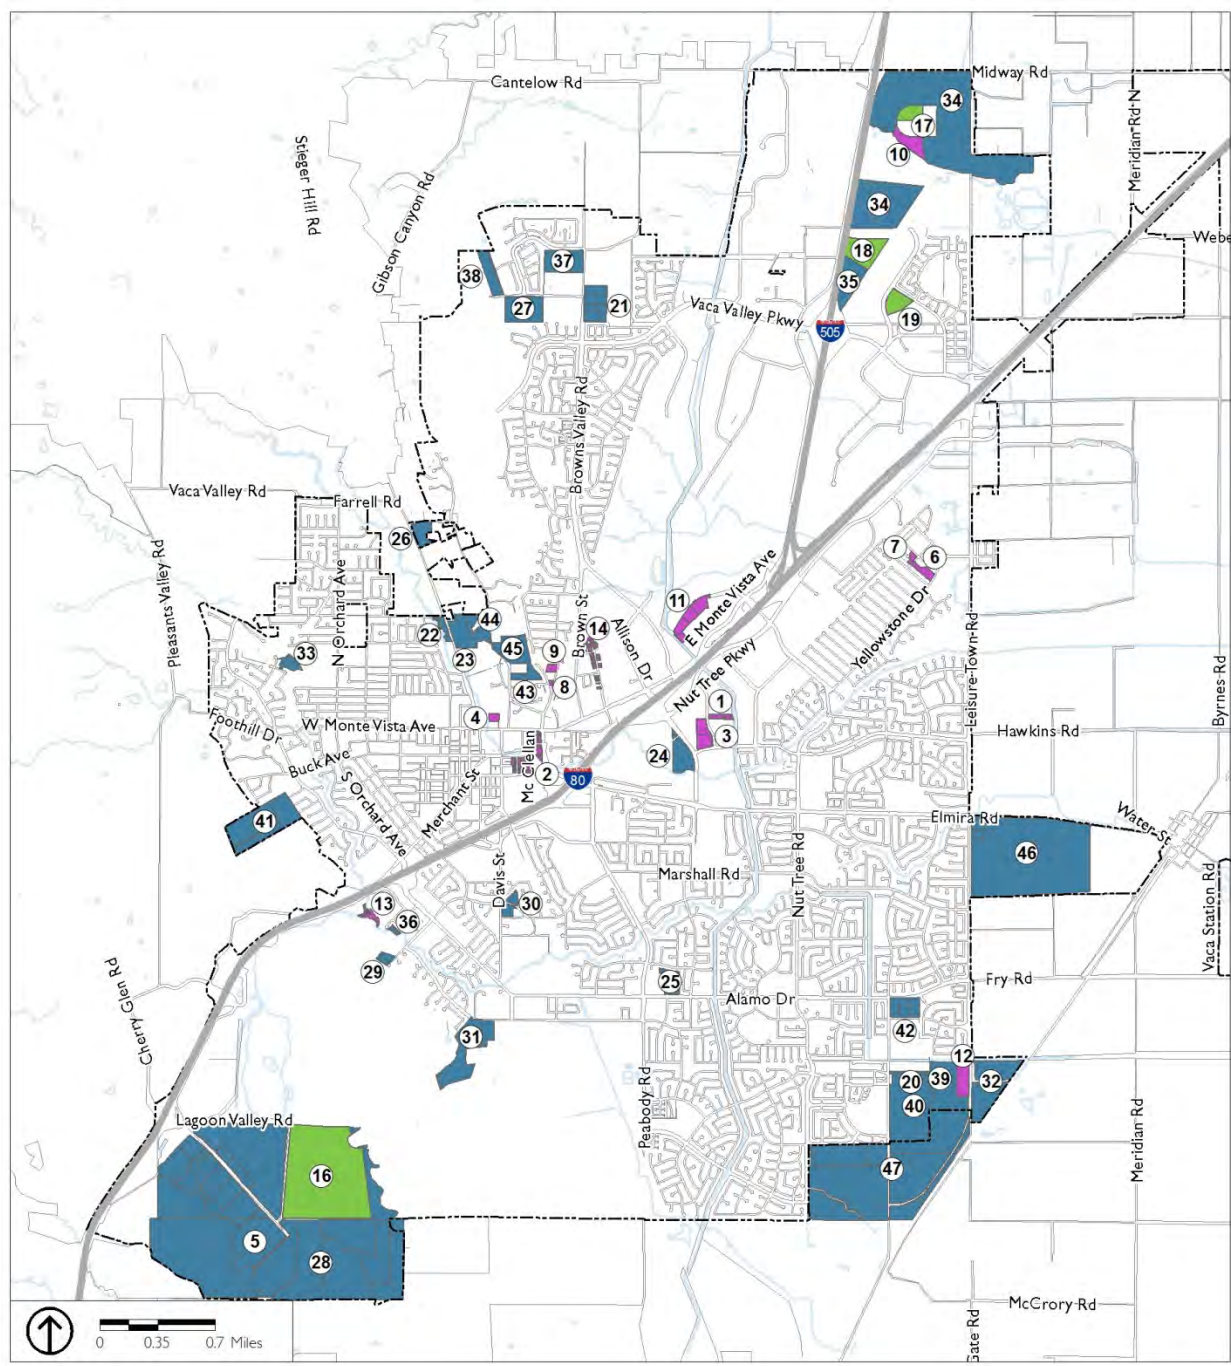 Midway Rd
Cantelow Rd
34
17
10
Meridian Rd N
Stieger Hill Rd
Gibson Canyon Rd
34
18
37
38
35
27
21
Vaca Valley Pkwy
19
505
Browns Valley Rd
Vaca Valley Rd
Farrell Rd
26
7
6
Pleasants Valley Rd
N Orchard Ave
11
E Monte Vista Ave
Brown St
14
Allison Dr
Yellowstone Dr
Leisure Town Rd
Byrnes Rd
22
44
23
45
9
33
43
8
Nut Tree Pkwy
4
1
Foothill Dr
W Monte Vista Ave
3
Hawkins Rd
Buck Ave
Mc Clellan
24
2
80
S Orchard Ave
Merchant St
41
Elmira Rd
Water St
46
Marshall Rd
Nut Tree Rd
Davis St
30
13
36
29
25
Vaca Station Rd
Fry Rd
Alamo Dr
42
Cherry Glen Rd
31
12
20
39
32
40
Peabody Rd
Lagoon Valley Rd
Meridian Rd
16
47
5
28
McCrory Rd
Gate Rd
0 0.35 0.7 Miles